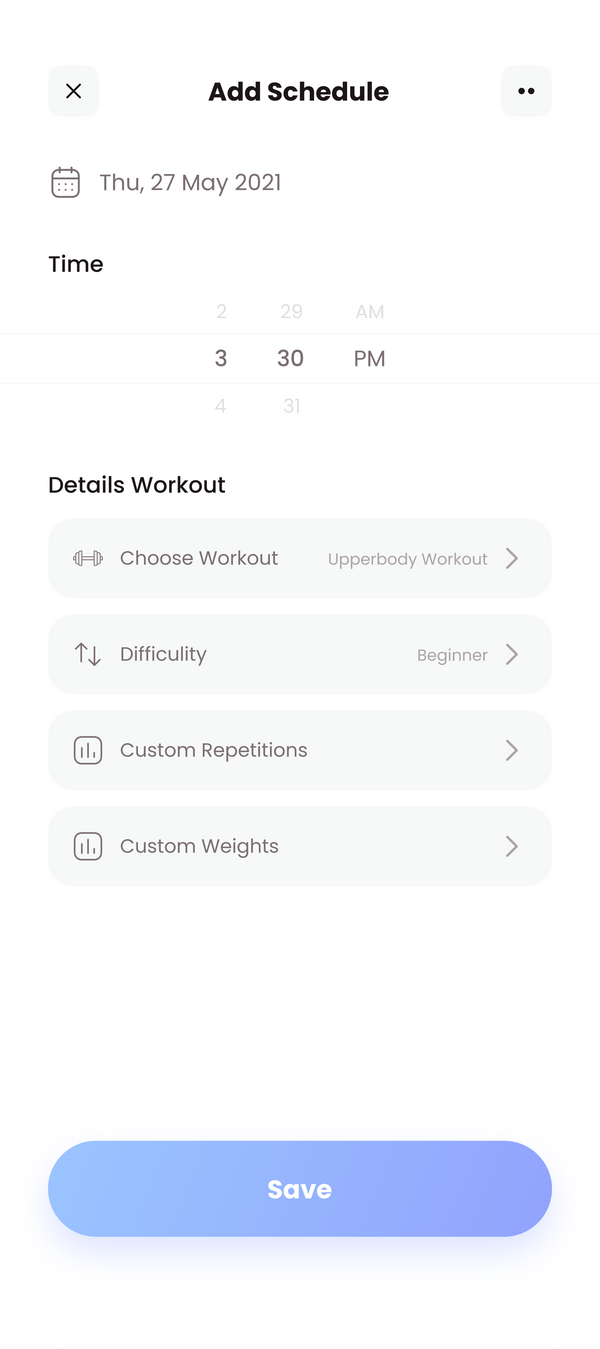 Add Schedule
Thu, 27 May 2021
Time
2 29 AM
3 30 PM
4 31
Details Workout
Choose Workout Upperbody Workout
Difficulity Beginner
Custom Repetitions
Custom Weights
Save